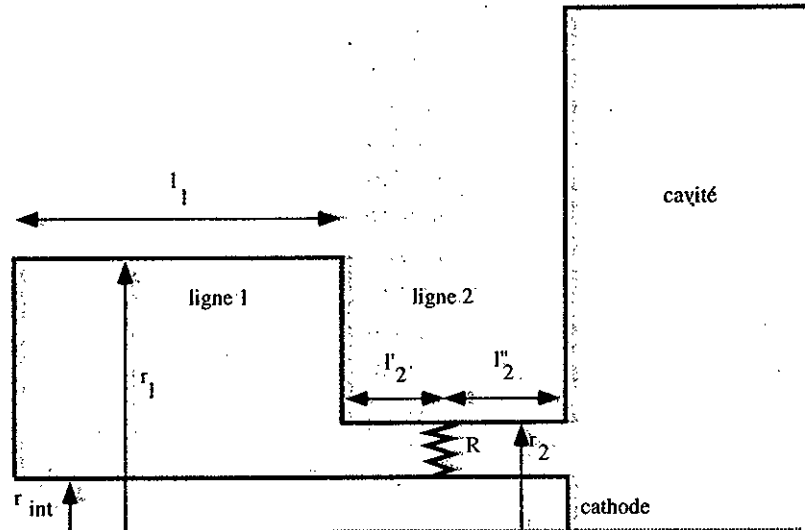 l1
cavité
ligne 1
ligne 2
r1
l'2
l"2
R
r2
r int
cathode